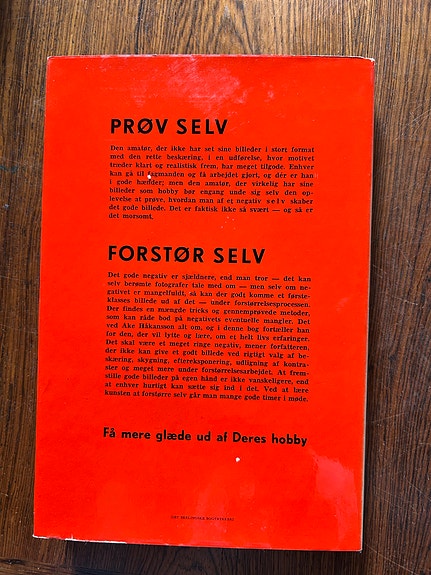 PRØV SELV
Den amatør, der ikke har set sine billeder i stort format
med den rette beskæring, i en udførelse, hvor motivet
træder klart og realistisk frem, har meget tilgode. Enhver
kan gå til fagmanden og få arbejdet gjort, og dér er han
i gode hænder; men den amatør, der virkelig har sine
billeder som hobby bør engang unde sig selv den op-
levelse at prøve, hvordan man af et negativ selv skaber
det gode billede. Det er faktisk ikke så svært — og så er
det morsomt.
FORSTØR SELV
Det gode negativ er sjældnere, end man tror — det kan
selv berømte fotografer tale med om — men selv om ne-
gativet er mangelfuldt, så kan der godt komme et første-
klasses billede ud af det — under forstørrelsesprocessen.
Der findes en mængde tricks og gennemprøvede metoder,
som kan råde bod på negativets eventuelle mangler. Det
ved Åke Håkansson alt om, og i denne bog fortæller han
for den, der vil lytte og lære, om et helt livs erfaringer.
Det skal være et meget ringe negativ, mener forfatteren,
der ikke kan give et godt billede ved rigtigt valg af be-
skæring, skygning, eftereksponering, udligning af kontra-
ster og meget mere under forstørrelsesarbejdet. At frem-
stille gode billeder på egen hånd er ikke vanskeligere, end
at enhver hurtigt kan sætte sig ind i det. Ved at lære
kunsten at forstørre selv går man mange gode timer i møde.
Få mere glæde ud af Deres hobby
DET BERLINGSKE BOGTRYKKERI